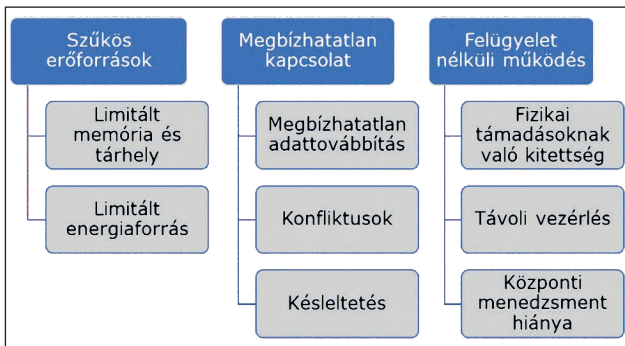 Szűkös
erőforrások
Limitált
memória és
tárhely
Limitált
energiaforrás
Megbízhatatlan
kapcsolat
Megbízhatatlan
adattovábbítás
Konfliktusok
Késleltetés
Felügyelet
nélküli működés
Fizikai
támadásoknak
való kitettség
Távoli vezérlés
Központi
menedzsment
hiánya